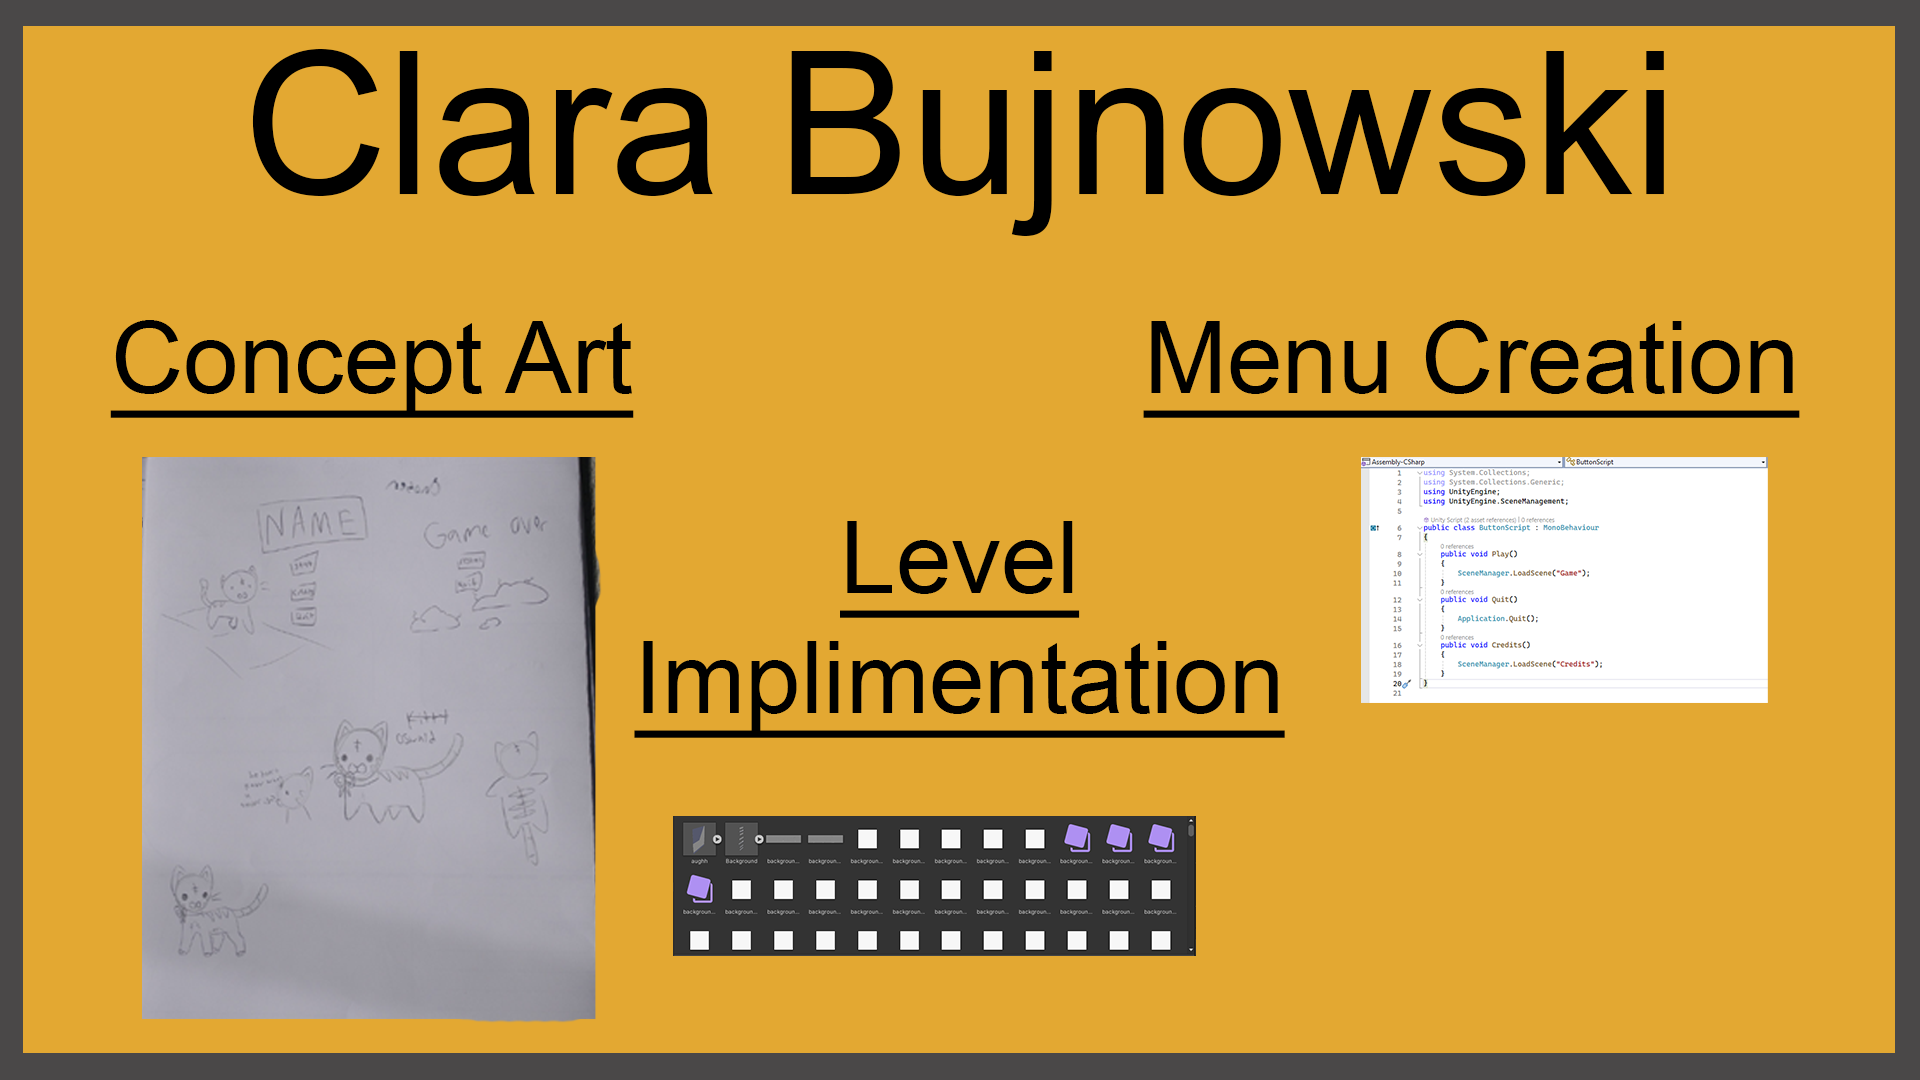 Clara Bujnowski
Concept Art
Menu Creation
Level
Implimentation
NAME
Game over
Kitty
Oswald
Assembly-CSharp
ButtonScript
1 using System.Collections;
2 using System.Collections.Generic;
3 using UnityEngine;
4 using UnityEngine.SceneManagement;
5
Unity Script (2 asset references) | 0 references
6 public class ButtonScript : MonoBehaviour
7 {
0 references
8 public void Play()
9 {
10 SceneManager.LoadScene("Game");
11 }
0 references
12 public void Quit()
13 {
14 Application.Quit();
15 }
0 references
16 public void Credits()
17 {
18 SceneManager.LoadScene("Credits");
19 }
20 }
21
aughh Background backgroun... backgroun... backgroun... backgroun... backgroun... backgroun... backgroun... backgroun... backgroun... backgroun...
backgroun... backgroun... backgroun... backgroun... backgroun... backgroun... backgroun... backgroun... backgroun... backgroun... backgroun... backgroun...